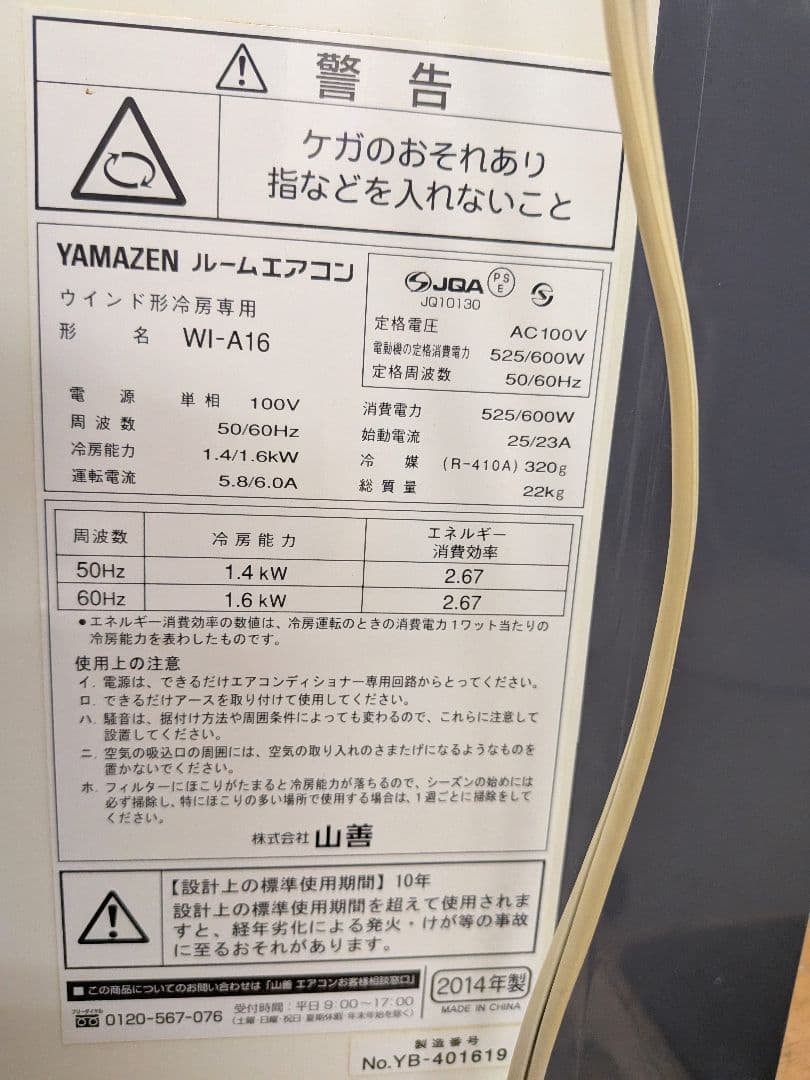 警告
ケガのおそれあり
指などを入れないこと
YAMAZEN ルームエアコン
ウインド形冷房専用
形名 WI-A16
JQA PSE
JQ10130
定格電圧 AC100V
電動機の定格消費電力 525/600W
定格周波数 50/60Hz
電源 単相 100V
周波数 50/60Hz
冷房能力 1.4/1.6kW
運転電流 5.8/6.0A
消費電力 525/600W
始動電流 25/23A
冷媒 (R-410A) 320g
総質量 22kg
周波数 冷房能力 エネルギー消費効率
50Hz 1.4 kW 2.67
60Hz 1.6 kW 2.67
●エネルギー消費効率の数値は、冷房運転のときの消費電力1ワット当たりの
冷房能力を表わしたものです。
使用上の注意
イ. 電源は、できるだけエアコンディショナー専用回路からとってください。
ロ. できるだけアースを取り付けて使用してください。
ハ. 騒音は、据付け方法や周囲条件によっても変わるので、これらに注意して
設置してください。
ニ. 空気の吸込口の周囲には、空気の取り入れのさまたげになるようなものを
置かないでください。
ホ. フィルターにほこりがたまると冷房能力が落ちるので、シーズンの始めには
必ず掃除し、特にほこりの多い場所で使用する場合は、1週ごとに掃除をして
ください。
株式会社 山善
【設計上の標準使用期間】10年
設計上の標準使用期間を超えて使用されま
すと、経年劣化による発火・けが等の事故
に至るおそれがあります。
■ この商品についてのお問い合わせは「山善 エアコンお客様相談窓口」
フリーダイヤル 0120-567-076
受付時間:平日 9:00〜17:00
(土曜・日曜・祝日・夏期休暇・年末年始を除く)
2014年製
MADE IN CHINA
製造番号
No.YB-401619